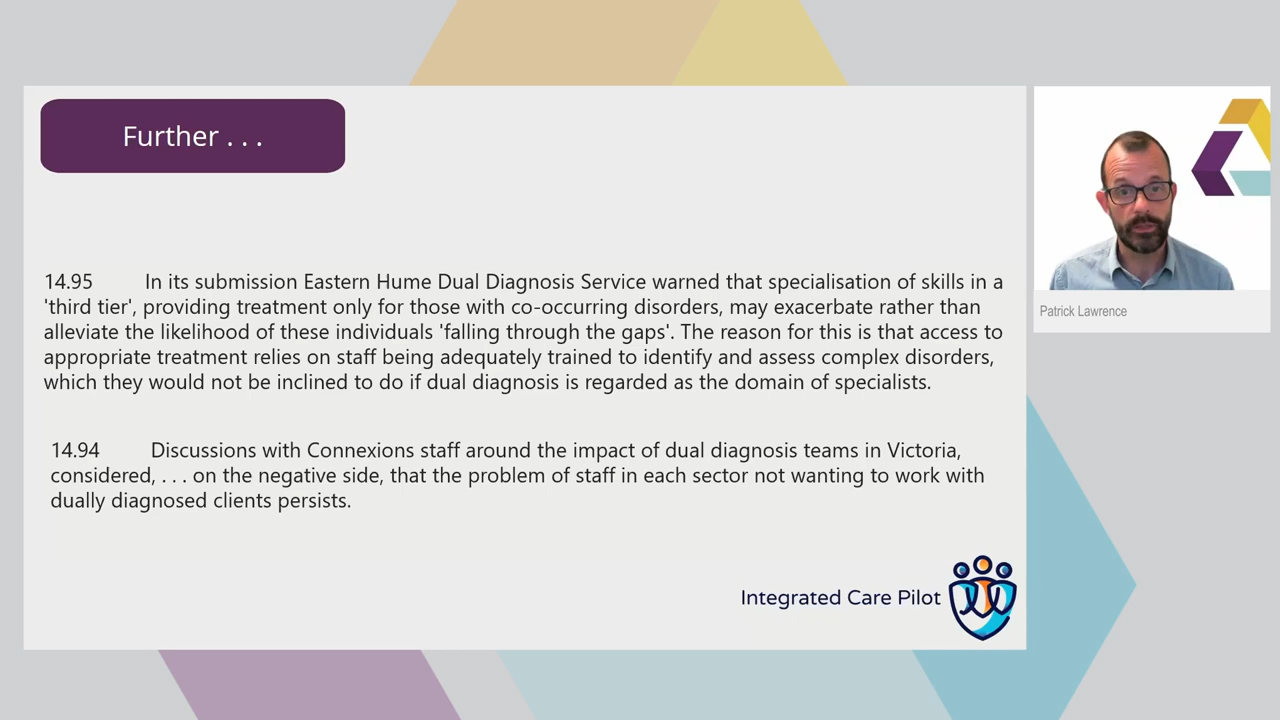 Further . . .
14.95 In its submission Eastern Hume Dual Diagnosis Service warned that specialisation of skills in a
'third tier', providing treatment only for those with co-occurring disorders, may exacerbate rather than
alleviate the likelihood of these individuals 'falling through the gaps'. The reason for this is that access to
appropriate treatment relies on staff being adequately trained to identify and assess complex disorders,
which they would not be inclined to do if dual diagnosis is regarded as the domain of specialists.
14.94 Discussions with Connexions staff around the impact of dual diagnosis teams in Victoria,
considered, . . . on the negative side, that the problem of staff in each sector not wanting to work with
dually diagnosed clients persists.
Integrated Care Pilot
Patrick Lawrence